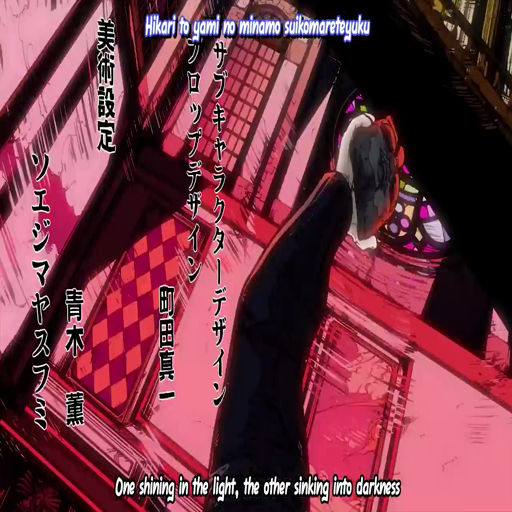 Hikari to yami no minamo suikomareteyuku
サブキャラクターデザイン
プロップデザイン
町田真一
美術設定
青木 薫
ソエジマヤスフミ
One shining in the light, the other sinking into darkness